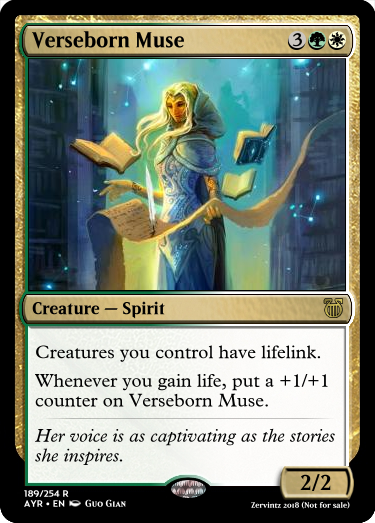 Verseborn Muse 3
Creature — Spirit
Creatures you control have lifelink.
Whenever you gain life, put a +1/+1
counter on Verseborn Muse.
Her voice is as captivating as the stories
she inspires.
2/2
189/254 R
AYR • EN Guo Gian
Zervintz 2018 (Not for sale)